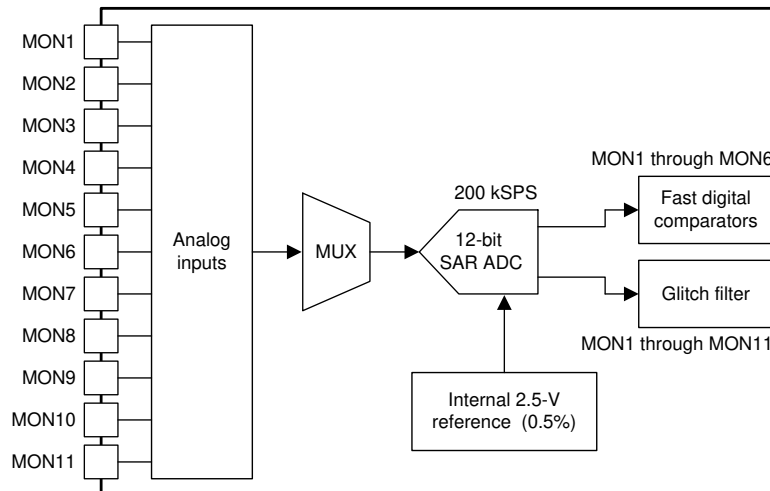 MON1
MON2
MON3
MON4
MON5
MON6
MON7
MON8
MON9
MON10
MON11
Analog
inputs
MUX
200 kSPS
12-bit
SAR ADC
Internal 2.5-V
reference (0.5%)
MON1 through MON6
Fast digital
comparators
Glitch filter
MON1 through MON11